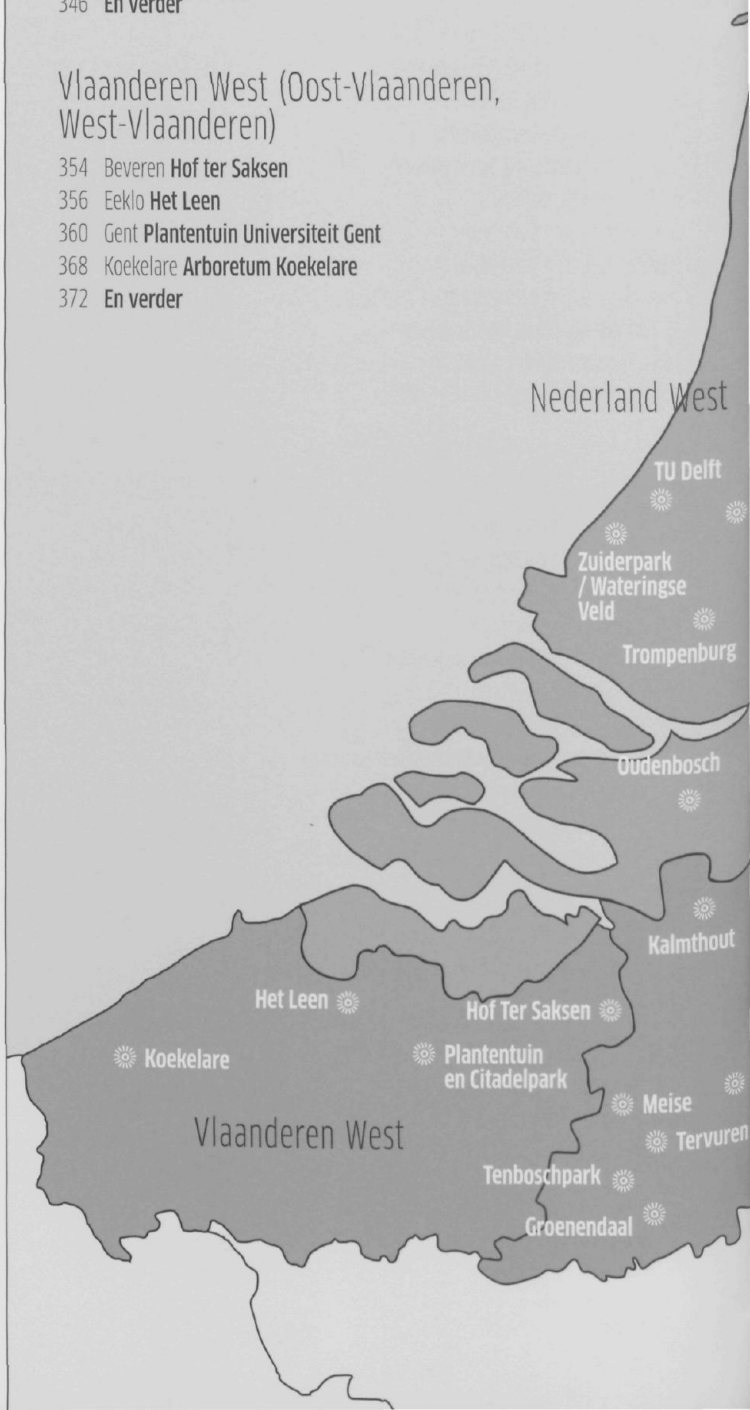 346 En verder
Vlaanderen West (Oost-Vlaanderen,
West-Vlaanderen)
354 Beveren Hof ter Saksen
356 Eeklo Het Leen
360 Gent Plantentuin Universiteit Gent
368 Koekelare Arboretum Koekelare
372 En verder
Nederland West
TU Delft
Zuiderpark
/ Wateringse
Veld
Trompenburg
Oudenbosch
Kalmthout
Het Leen
Hof Ter Saksen
Koekelare
Plantentuin
en Citadelpark
Meise
Vlaanderen West
Tervuren
Tenboschpark
Groenendaal